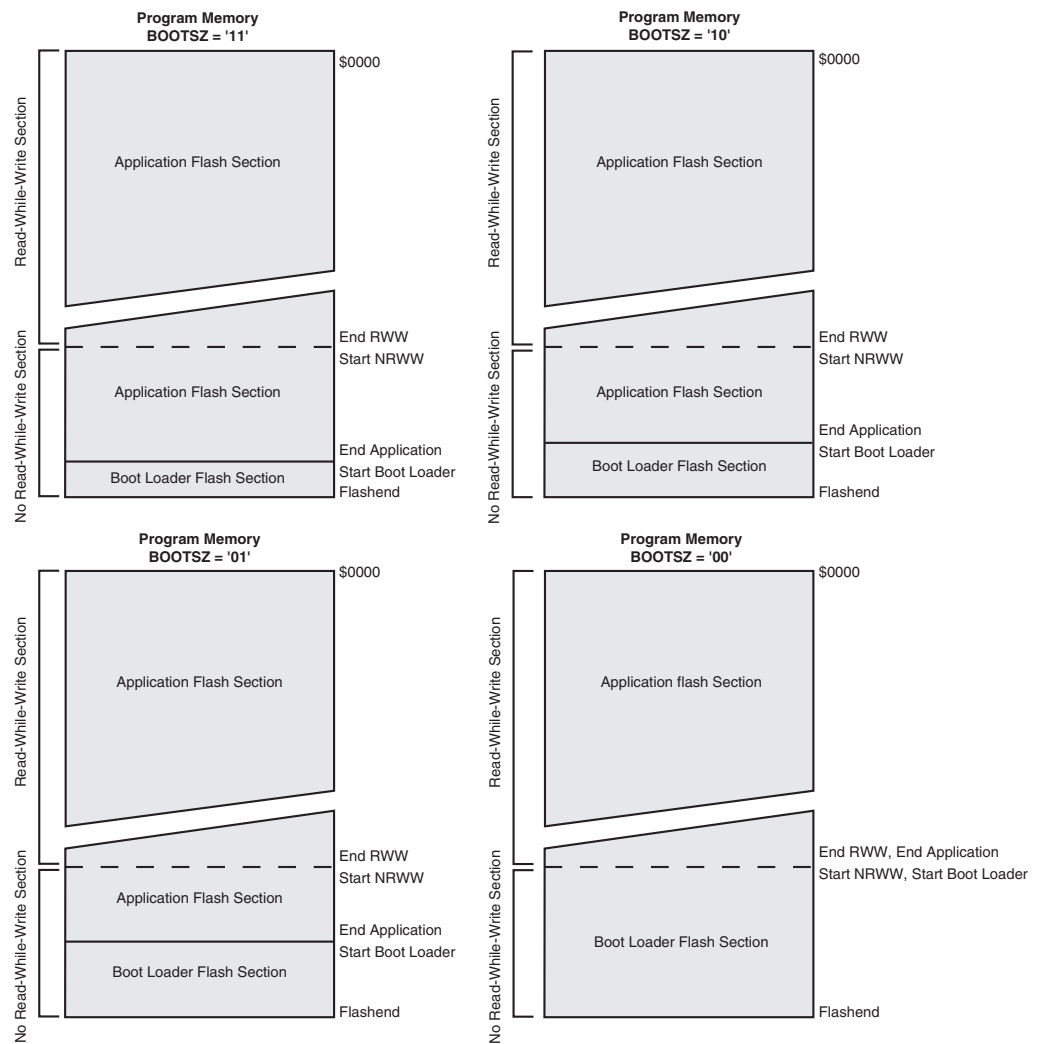 Program Memory
BOOTSZ = '11'
$0000
Read-While-Write Section
Application Flash Section
End RWW
Start NRWW
No Read-While-Write Section
Application Flash Section
End Application
Start Boot Loader
Boot Loader Flash Section
Flashend
Program Memory
BOOTSZ = '10'
$0000
Read-While-Write Section
Application Flash Section
End RWW
Start NRWW
No Read-While-Write Section
Application Flash Section
End Application
Start Boot Loader
Boot Loader Flash Section
Flashend
Program Memory
BOOTSZ = '01'
$0000
Read-While-Write Section
Application Flash Section
End RWW
Start NRWW
No Read-While-Write Section
Application Flash Section
End Application
Start Boot Loader
Boot Loader Flash Section
Flashend
Program Memory
BOOTSZ = '00'
$0000
Read-While-Write Section
Application flash Section
End RWW, End Application
Start NRWW, Start Boot Loader
No Read-While-Write Section
Boot Loader Flash Section
Flashend